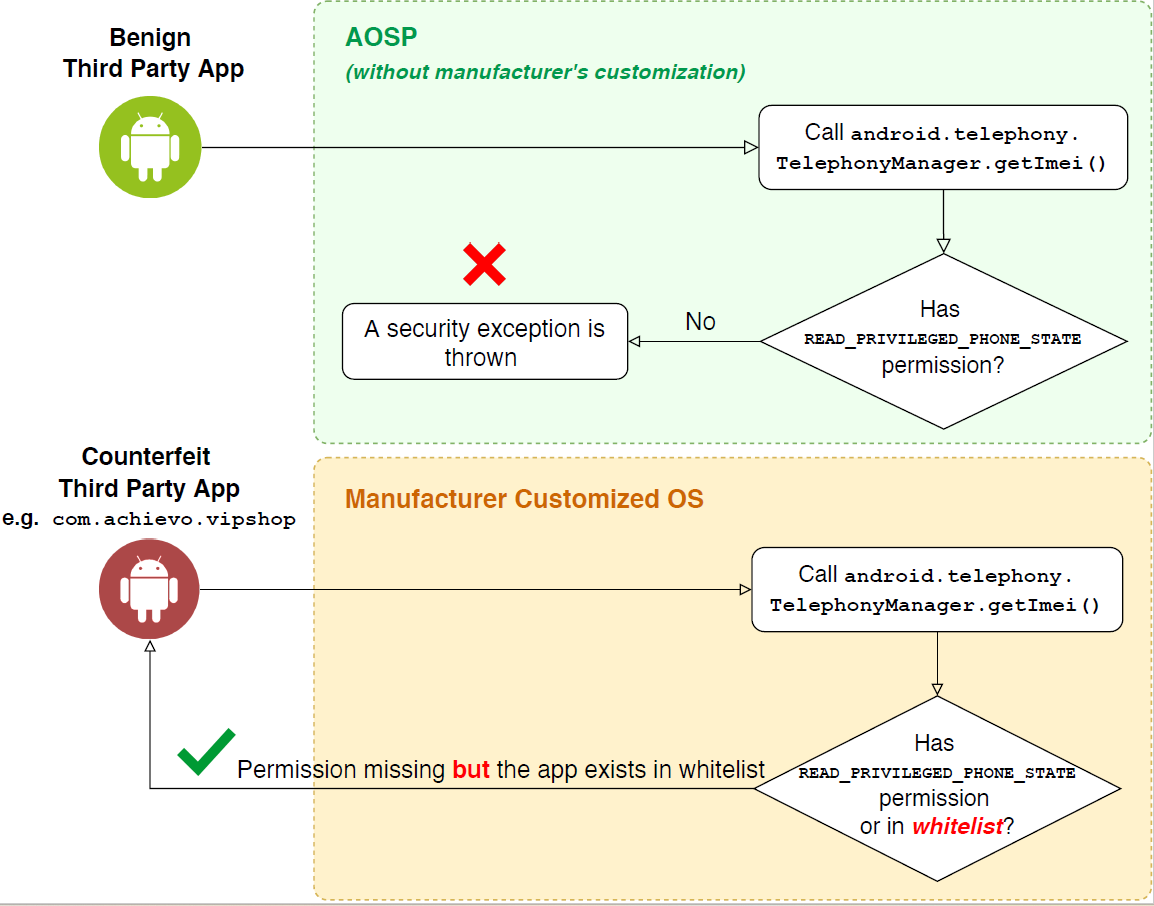 Benign
Third Party App
AOSP
(without manufacturer's customization)
Call android.telephony.
TelephonyManager.getImei()
Has
READ_PRIVILEGED_PHONE_STATE
permission?
No
A security exception is
thrown
Counterfeit
Third Party App
e.g. com.achievo.vipshop
Manufacturer Customized OS
Call android.telephony.
TelephonyManager.getImei()
Has
READ_PRIVILEGED_PHONE_STATE
permission
or in whitelist?
Permission missing but the app exists in whitelist